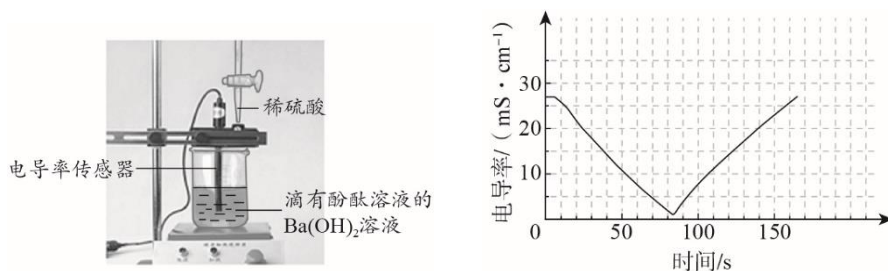 稀硫酸
电导率传感器
滴有酚酞溶液的
Ba(OH)₂溶液
电导率/（mS·cm⁻¹）
30
20
10
0
50
100
150
时间/s